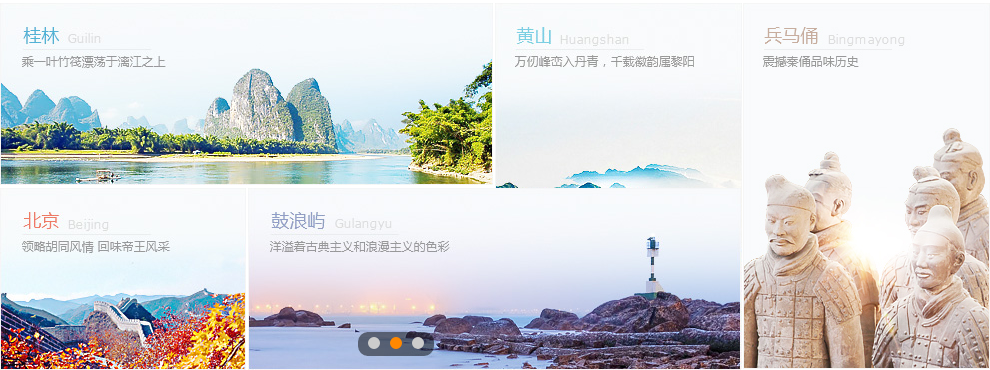 桂林 Guilin
乘一叶竹筏漂荡于漓江之上
黄山 Huangshan
万仞峰峦入丹青，千载徽韵属黎阳
兵马俑 Bingmayong
震撼秦俑品味历史
北京 Beijing
领略胡同风情 回味帝王风采
鼓浪屿 Gulangyu
洋溢着古典主义和浪漫主义的色彩